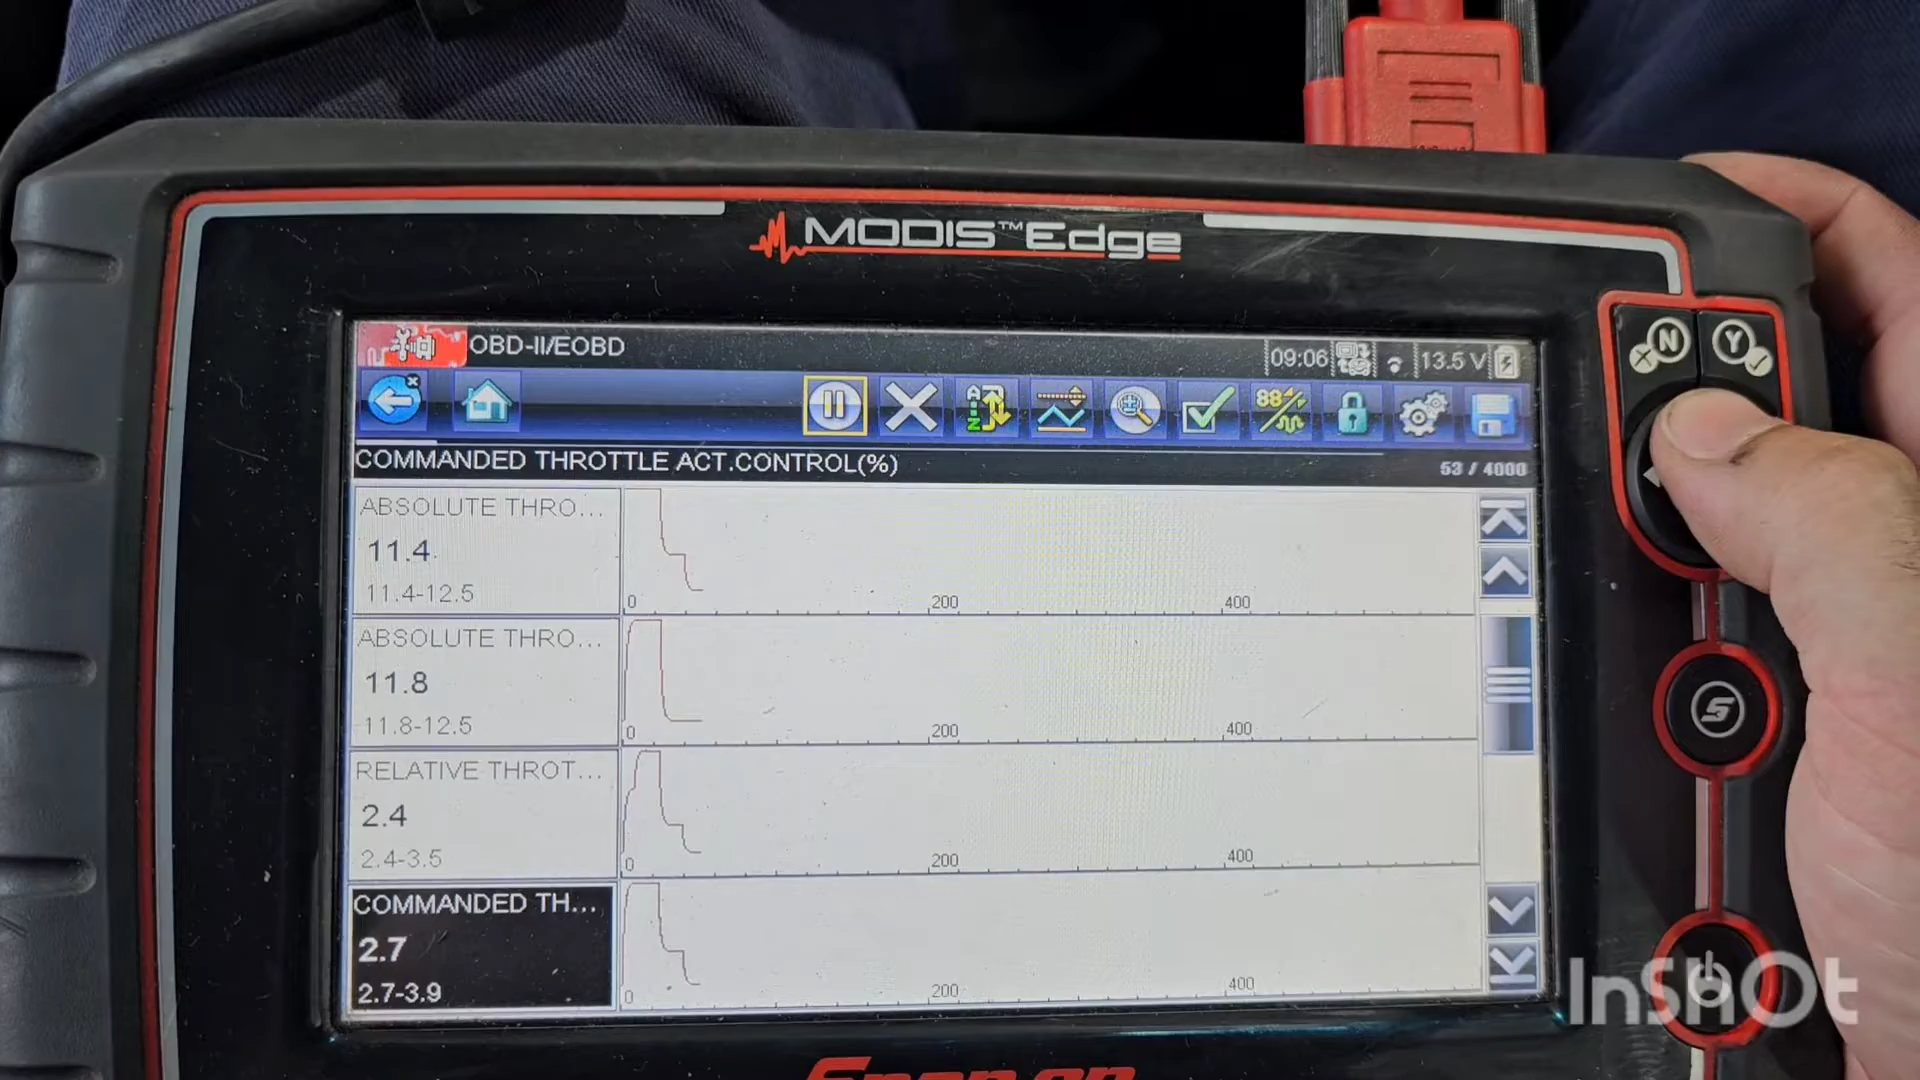 MODIS™ Edge
N Y
OBD-II/EOBD
09:06 13.5 V
COMMANDED THROTTLE ACT.CONTROL(%)
53 / 4000
ABSOLUTE THRO...
11.4
11.4-12.5
0 200 400
ABSOLUTE THRO...
11.8
11.8-12.5
0 200 400
RELATIVE THROT...
2.4
2.4-3.5
0 200 400
COMMANDED TH...
2.7
2.7-3.9
0 200 400
S
InShOt
Snap-on